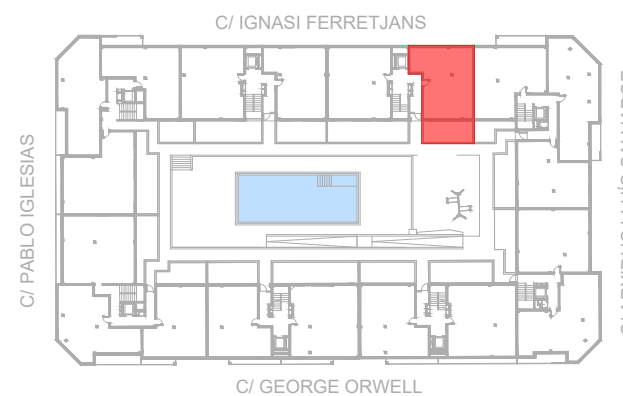 C/ IGNASI FERRETJANS
C/ PABLO IGLESIAS
C/ GEORGE ORWELL